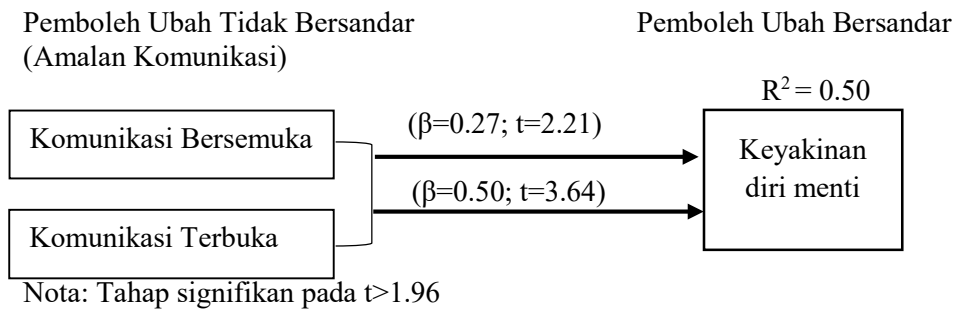 Pemboleh Ubah Tidak Bersandar
(Amalan Komunikasi)
Pemboleh Ubah Bersandar
R² = 0.50
Komunikasi Bersemuka
(β=0.27; t=2.21)
Keyakinan
diri menti
(β=0.50; t=3.64)
Komunikasi Terbuka
Nota: Tahap signifikan pada t>1.96